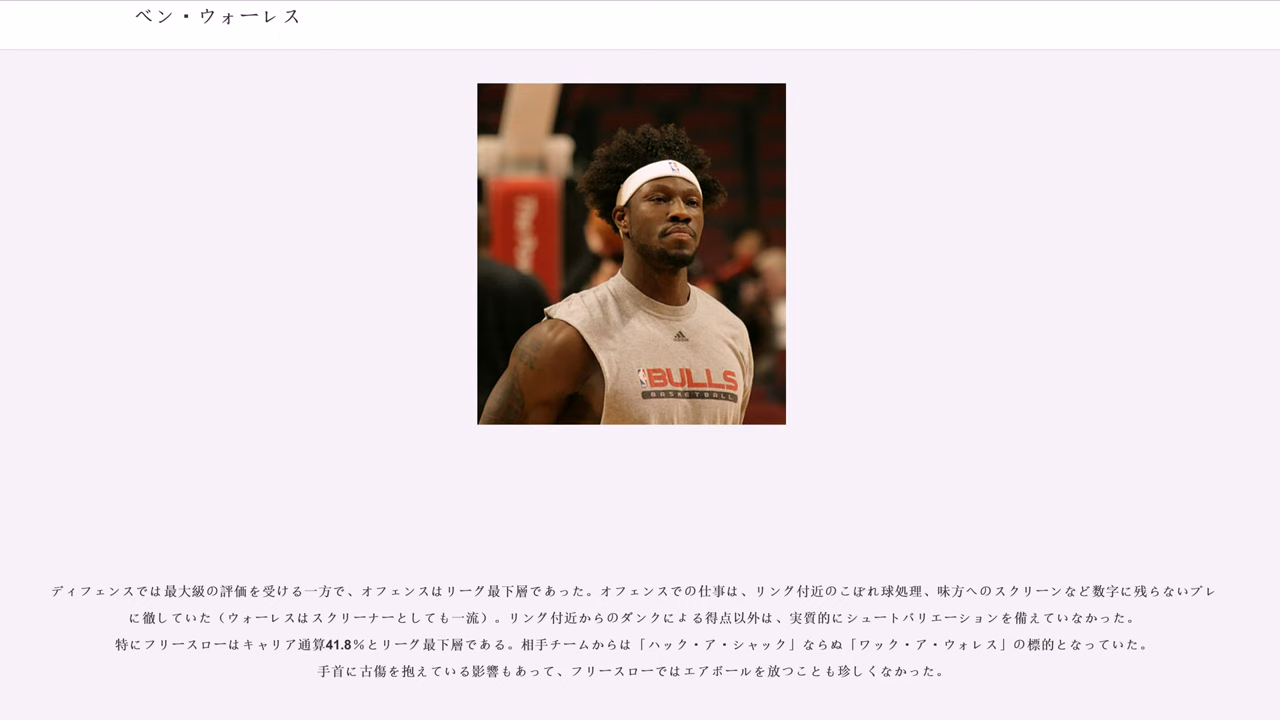 ベン・ウォーレス
adidas
BULLS
BASKETBALL
ディフェンスでは最大級の評価を受ける一方で、オフェンスはリーグ最下層であった。オフェンスでの仕事は、リング付近のこぼれ球処理、味方へのスクリーンなど数字に残らないプレ
に徹していた（ウォーレスはスクリーナーとしても一流）。リング付近からのダンクによる得点以外は、実質的にシュートバリエーションを備えていなかった。
特にフリースローはキャリア通算41.8%とリーグ最下層である。相手チームからは「ハック・ア・シャック」ならぬ「ワック・ア・ウォレス」の標的となっていた。
手首に古傷を抱えている影響もあって、フリースローではエアボールを放つことも珍しくなかった。